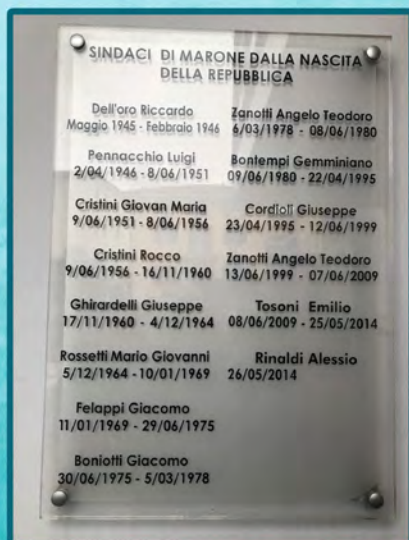 SINDACI DI MARONE DALLA NASCITA
DELLA REPUBBLICA
Dell'oro Riccardo
Maggio 1945 - Febbraio 1946
Pennacchio Luigi
2/04/1946 - 8/06/1951
Cristini Giovan Maria
9/06/1951 - 8/06/1956
Cristini Rocco
9/06/1956 - 16/11/1960
Ghirardelli Giuseppe
17/11/1960 - 4/12/1964
Rossetti Mario Giovanni
5/12/1964 - 10/01/1969
Felappi Giacomo
11/01/1969 - 29/06/1975
Boniotti Giacomo
30/06/1975 - 5/03/1978
Zanotti Angelo Teodoro
6/03/1978 - 08/06/1980
Bontempi Gemminiano
09/06/1980 - 22/04/1995
Cordioli Giuseppe
23/04/1995 - 12/06/1999
Zanotti Angelo Teodoro
13/06/1999 - 07/06/2009
Tosoni Emilio
08/06/2009 - 25/05/2014
Rinaldi Alessio
26/05/2014